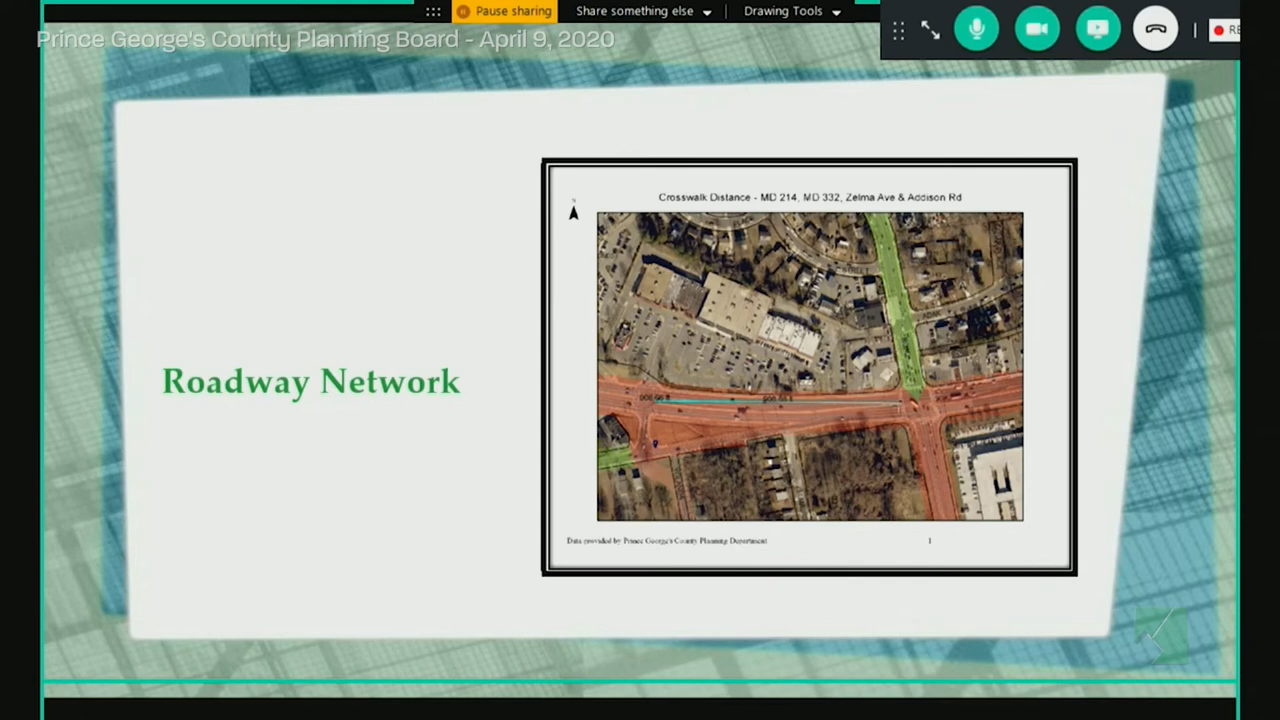 Pause sharing
Share something else
Drawing Tools
Prince George's County Planning Board - April 9, 2020
Crosswalk Distance - MD 214, MD 332, Zelma Ave & Addison Rd
N
Roadway Network
Data provided by Prince George's County Planning Department
1